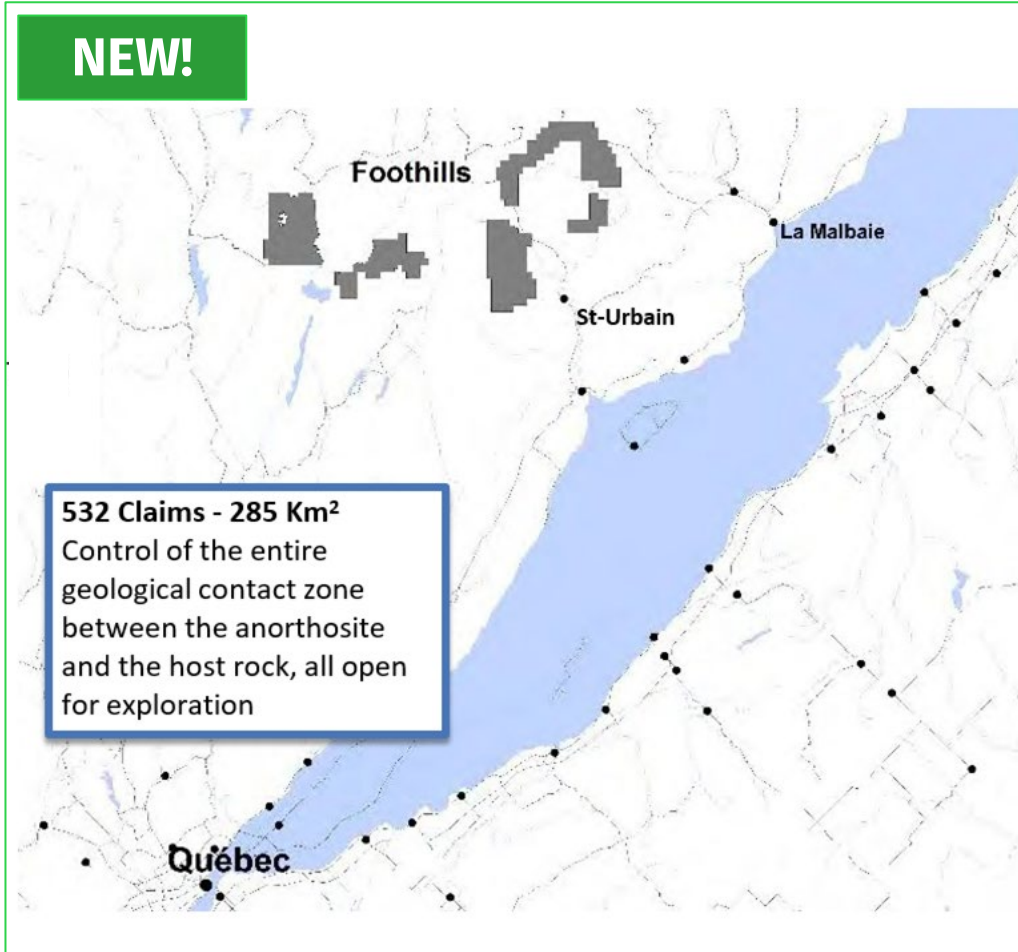 NEW!
Foothills
La Malbaie
St-Urbain
532 Claims - 285 Km²
Control of the entire
geological contact zone
between the anorthosite
and the host rock, all open
for exploration
Québec